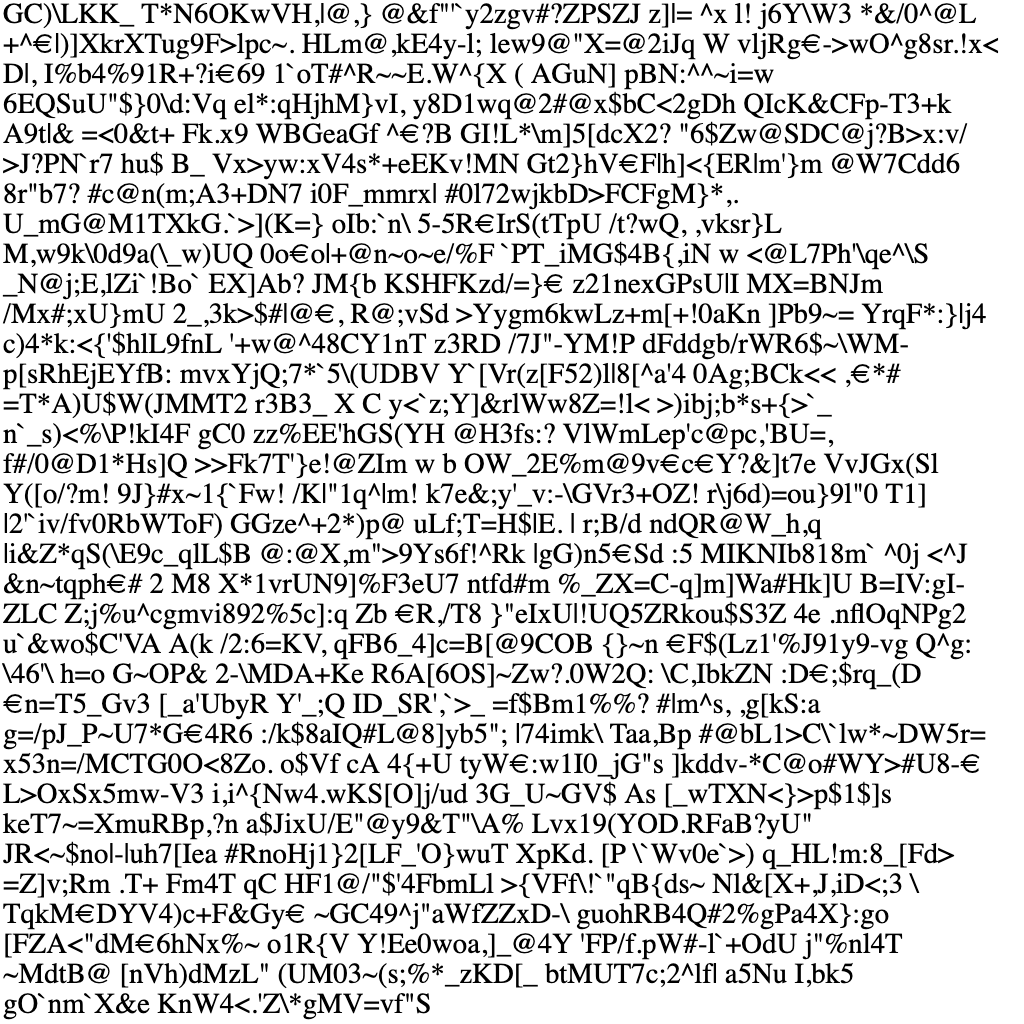 GC)\LKK_ T*N6OKwVH,|@,} @&f"'`y2zgv#?ZPSZJ z]|= ^x l! j6Y\W3 *&/0^@L
+^€|)]XkrXTug9F>lpc~. HLm@,kE4y-l; lew9@"X=@2iJq W vljRg€->wO^g8sr.!x<
D|, I%b4%91R+?i€69 1`oT#^R~~E.W^{X ( AGuN] pBN:^^~i=w
6EQSuU"$}0\d:Vq el*:qHjhM}vI, y8D1wq@2#@x$bC<2gDh QIcK&CFp-T3+k
A9t|& =<0&t+ Fk.x9 WBGeaGf ^€?B GI!L*\m]5[dcX2? "6$Zw@SDC@j?B>x:v/
>J?PN`r7 hu$ B_ Vx>yw:xV4s*+eEKv!MN Gt2}hV€F|h]<{ER|m'}m @W7Cdd6
8r"b7? #c@n(m;A3+DN7 i0F_mmrx| #0l72wjkbD>FCFgM}*,.
U_mG@M1TXkG.`>](K=} oIb:`n\ 5-5R€IrS(tTpU /t?wQ, ,vksr}L
M,w9k\0d9a(\_w)UQ 0o€o|+@n~o~e/%F `PT_iMG$4B{,iN w <@L7Ph'\qe^\S
_N@j;E,lZi`!Bo` EX]Ab? JM{b KSHFKzd/=}€ z21nexGPsU|I MX=BNJm
/Mx#;xU}mU 2_,3k>$#|@€, R@;vSd >Yygm6kwLz+m[+!0aKn ]Pb9~= YrqF*:}|j4
c)4*k:<{'$hlL9fnL '+w@^48CY1nT z3RD /7J"-YM!P dFddgb/rWR6$~\WM-
p[sRhEjEYfB: mvxYjQ;7*`5\(UDBV Y`[Vr(z[F52)l|8[^a'4 0Ag;BCk<< ,€*#
=T*A)U$W(JMMT2 r3B3_ X C y<`z;Y]&rlWw8Z=!l< >)ibj;b*s+{>`_
n`_s)<%\P!kI4F gC0 zz%EE'hGS(YH @H3fs:? VlWmLep'c@pc,'BU=,
f#/0@D1*Hs]Q >>Fk7T'}e!@ZIm w b OW_2E%m@9v€c€Y?&]t7e VvJGx(Sl
Y([o/?m! 9J}#x~1{`Fw! /K|"1q^|m! k7e&;y'_v:-\GVr3+OZ! r\j6d)=ou}9l"0 T1]
|2'`iv/fv0RbWToF) GGze^+2*)p@ uLf;T=H$|E. | r;B/d ndQR@W_h,q
|i&Z*qS(\E9c_qlL$B @:@X,m">9Ys6f!^Rk |gG)n5€Sd :5 MIKNIb818m` ^0j <^J
&n~tqph€# 2 M8 X*1vrUN9]%F3eU7 ntfd#m %_ZX=C-q]m]Wa#Hk]U B=IV:gI-
ZLC Z;j%u^cgmvi892%5c]:q Zb €R,/T8 }"eIxU|!UQ5ZRkou$S3Z 4e .nflOqNPg2
u`&wo$C'VA A(k /2:6=KV, qFB6_4]c=B[@9COB {}~n €F$(Lz1'%J91y9-vg Q^g:
\46'\ h=o G~OP& 2-\MDA+Ke R6A[6OS]~Zw?.0W2Q: \C,IbkZN :D€;$rq_(D
€n=T5_Gv3 [_a'UbyR Y'_;Q ID_SR',`>_ =f$Bm1%%? #|m^s, ,g[kS:a
g=/pJ_P~U7*G€4R6 :/k$8aIQ#L@8]yb5"; |74imk\ Taa,Bp #@bL1>C\`lw*~DW5r=
x53n=/MCTG0O<8Zo. o$Vf cA 4{+U tyW€:w1I0_jG"s ]kddv-*C@o#WY>#U8-€
L>OxSx5mw-V3 i,i^{Nw4.wKS[O]j/ud 3G_U~GV$ As [_wTXN<}>p$1$]s
keT7~=XmuRBp,?n a$JixU/E"@y9&T"\A% Lvx19(YOD.RFaB?yU"
JR<~$no|-|uh7[Iea #RnoHj1}2[LF_'O}wuT XpKd. [P \`Wv0e`>) q_HL!m:8_[Fd>
=Z]v;Rm .T+ Fm4T qC HF1@/"$'4FbmLl >{VFf\!`"qB{ds~ Nl&[X+,J,iD<;3 \
TqkM€DYV4)c+F&Gy€ ~GC49^j"aWfZZxD-\ guohRB4Q#2%gPa4X}:go
[FZA<"dM€6hNx%~ o1R{V Y!Ee0woa,]_@4Y 'FP/f.pW#-l`+OdU j"%nl4T
~MdtB@ [nVh)dMzL" (UM03~(s;%*_zKD[_ btMUT7c;2^lf| a5Nu I,bk5
gO`nm`X&e KnW4<.'Z\*gMV=vf"S